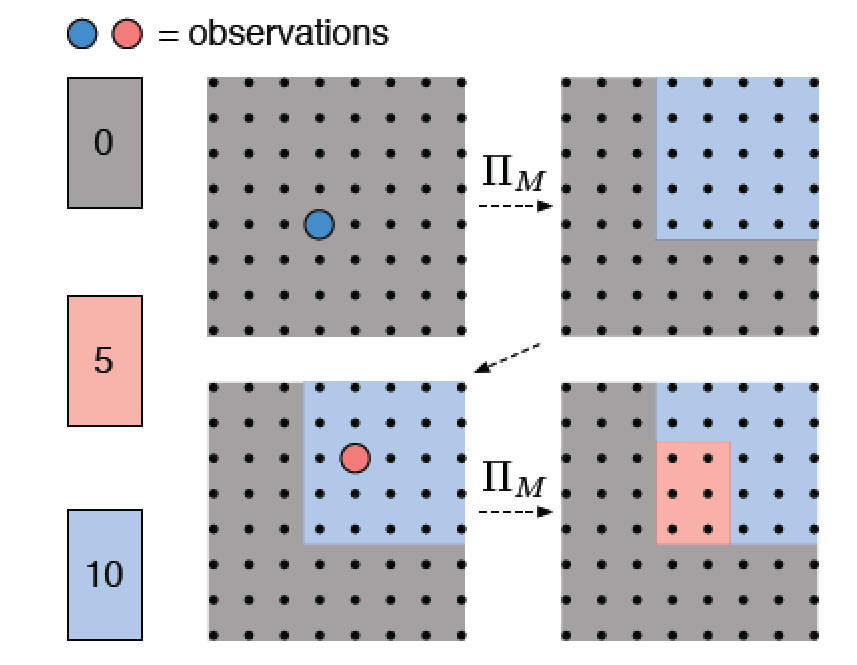 = observations
0
Π_M
5
Π_M
10